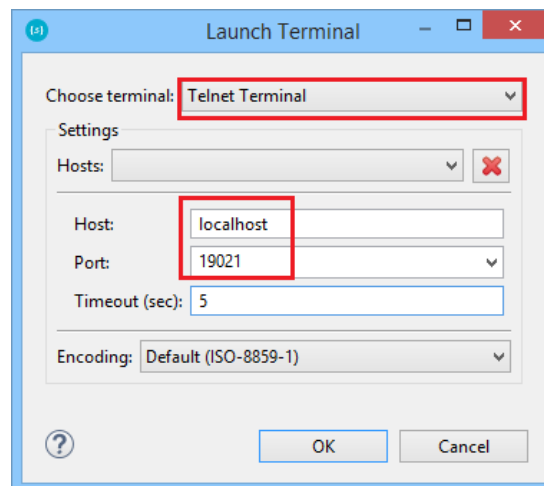 Launch Terminal
Choose terminal: Telnet Terminal
Settings
Hosts:
Host: localhost
Port: 19021
Timeout (sec): 5
Encoding: Default (ISO-8859-1)
? OK Cancel